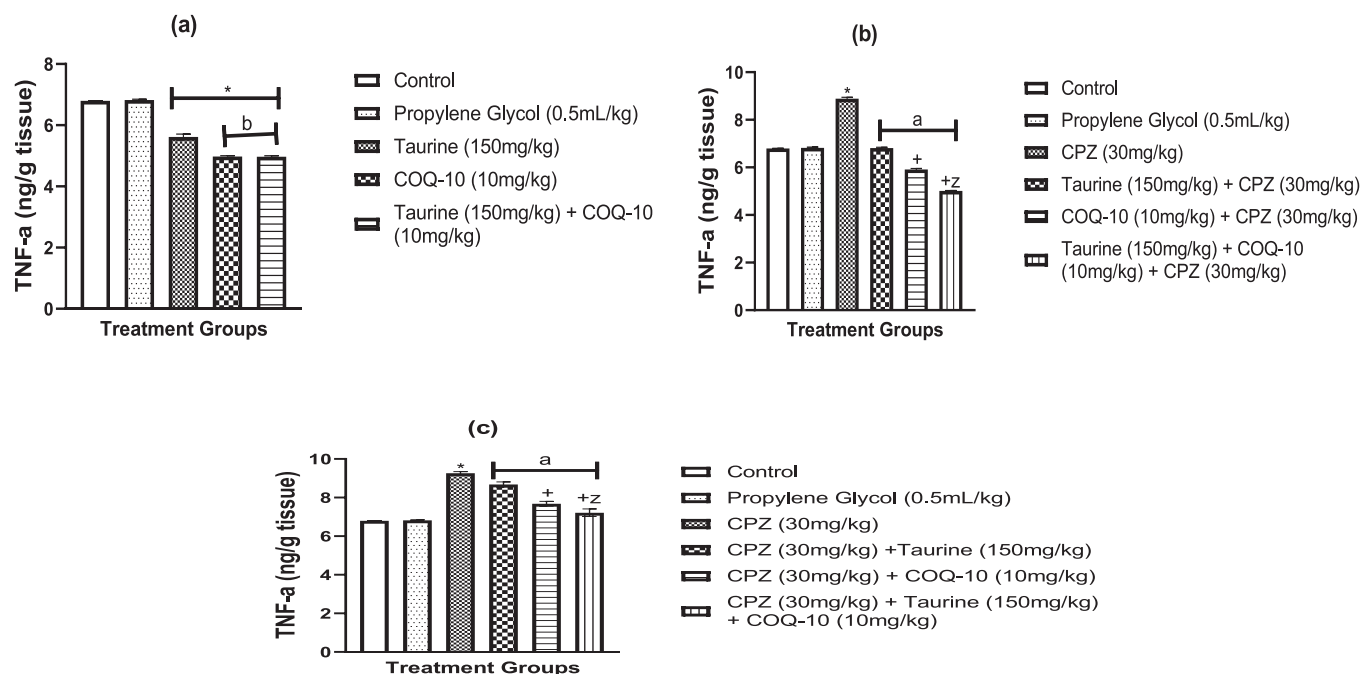 (a)
TNF-a (ng/g tissue)
8
6
4
2
0
*
b
Treatment Groups
Control
Propylene Glycol (0.5mL/kg)
Taurine (150mg/kg)
COQ-10 (10mg/kg)
Taurine (150mg/kg) + COQ-10
(10mg/kg)
(b)
TNF-a (ng/g tissue)
10
8
6
4
2
0
*
a
+
+z
Treatment Groups
Control
Propylene Glycol (0.5mL/kg)
CPZ (30mg/kg)
Taurine (150mg/kg) + CPZ (30mg/kg)
COQ-10 (10mg/kg) + CPZ (30mg/kg)
Taurine (150mg/kg) + COQ-10
(10mg/kg) + CPZ (30mg/kg)
(c)
TNF-a (ng/g tissue)
10
8
6
4
2
0
*
a
+
+z
Treatment Groups
Control
Propylene Glycol (0.5mL/kg)
CPZ (30mg/kg)
CPZ (30mg/kg) +Taurine (150mg/kg)
CPZ (30mg/kg) + COQ-10 (10mg/kg)
CPZ (30mg/kg) + Taurine (150mg/kg)
+ COQ-10 (10mg/kg)